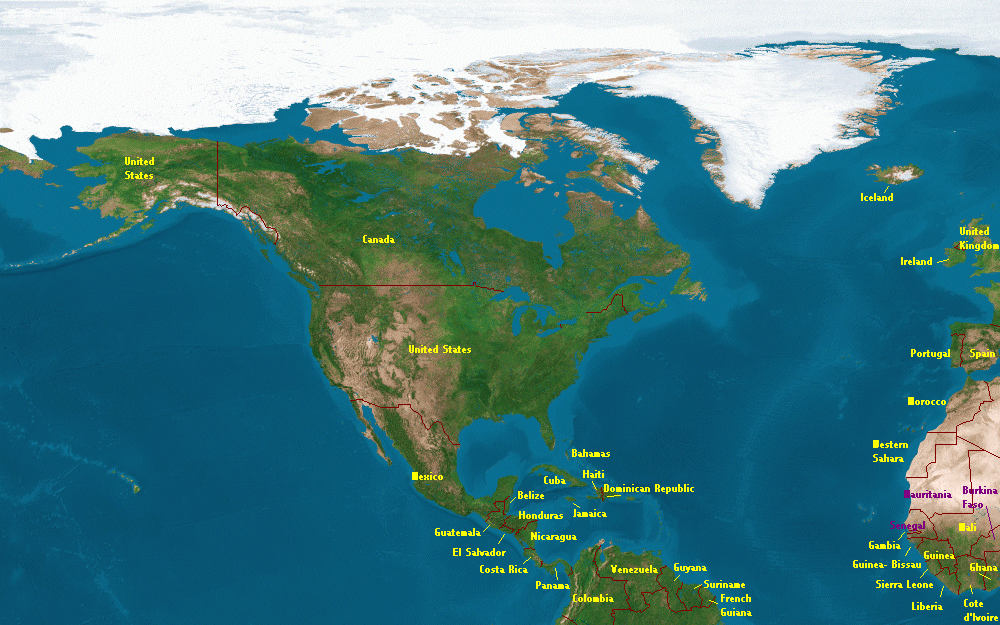 United
States
Iceland
United
Kingdom
Canada
Ireland
United States
Portugal
Spain
Morocco
Western
Sahara
Bahamas
Haiti
Cuba
Dominican Republic
Mexico
Belize
Mauritania
Burkina
Faso
Honduras
Jamaica
Senegal
Mali
Guatemala
Nicaragua
Gambia
El Salvador
Guinea
Guinea- Bissau
Costa Rica
Venezuela
Guyana
Ghana
Panama
Suriname
Sierra Leone
Colombia
French
Guiana
Liberia
Cote
d'Ivoire